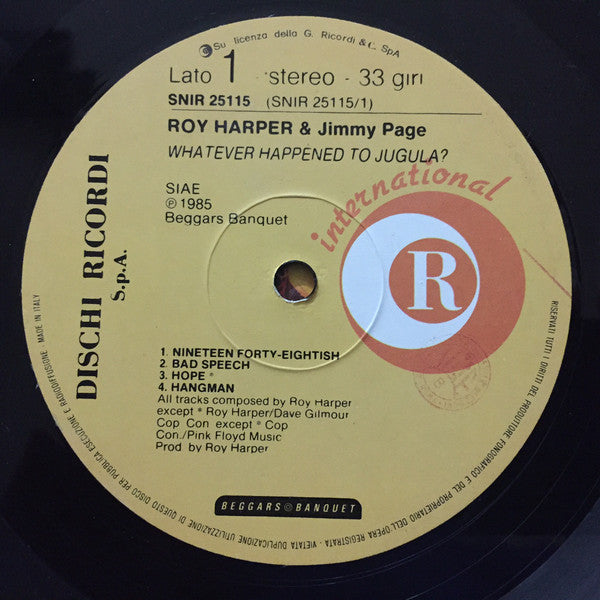 Su licenza della G. Ricordi & C. SpA
Lato 1 stereo - 33 giri
SNIR 25115 (SNIR 25115/1)
ROY HARPER & Jimmy Page
WHATEVER HAPPENED TO JUGULA?
SIAE
℗ 1985
Beggars Banquet
international
R
DISCHI RICORDI
S.p.A.
1. NINETEEN FORTY-EIGHTISH
2. BAD SPEECH
3. HOPE *
4. HANGMAN
All tracks composed by Roy Harper
except * Roy Harper/Dave Gilmour
Cop Con except * Cop
Con./Pink Floyd Music
Prod by Roy Harper
BEGGARS BANQUET
RISERVATI TUTTI I DIRITTI DEL PRODUTTORE FONOGRAFICO E DEL PROPRIETARIO DELL'OPERA REGISTRATA - VIETATA DUPLICAZIONE UTILIZZAZIONE DI QUESTO DISCO PER PUBBLICA ESECUZIONE E RADIODIFFUSIONE - MADE IN ITALY